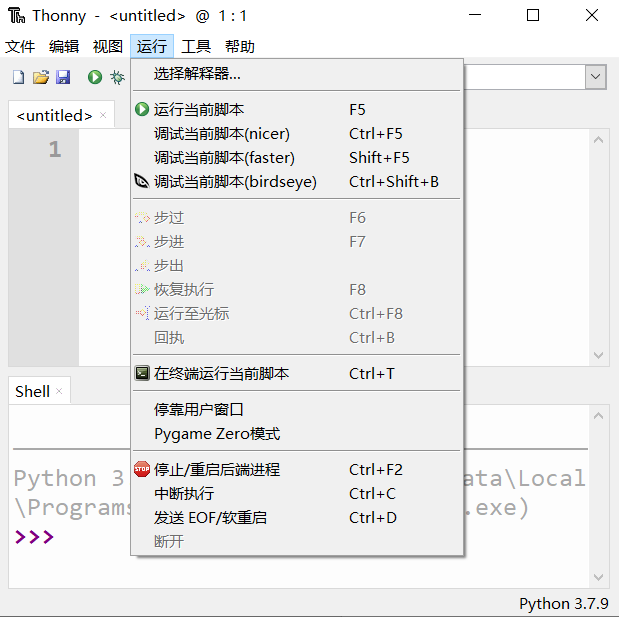 Thonny - <untitled> @ 1 : 1
文件 编辑 视图 运行 工具 帮助
<untitled> ×
1
选择解释器...
运行当前脚本 F5
调试当前脚本(nicer) Ctrl+F5
调试当前脚本(faster) Shift+F5
调试当前脚本(birdseye) Ctrl+Shift+B
步过 F6
步进 F7
步出
恢复执行 F8
运行至光标 Ctrl+F8
回执 Ctrl+B
在终端运行当前脚本 Ctrl+T
停靠用户窗口
Pygame Zero模式
STOP 停止/重启后端进程 Ctrl+F2
中断执行 Ctrl+C
发送 EOF/软重启 Ctrl+D
断开
Shell ×
Python 3 ata\Local
\Programs .exe)
>>>
Python 3.7.9